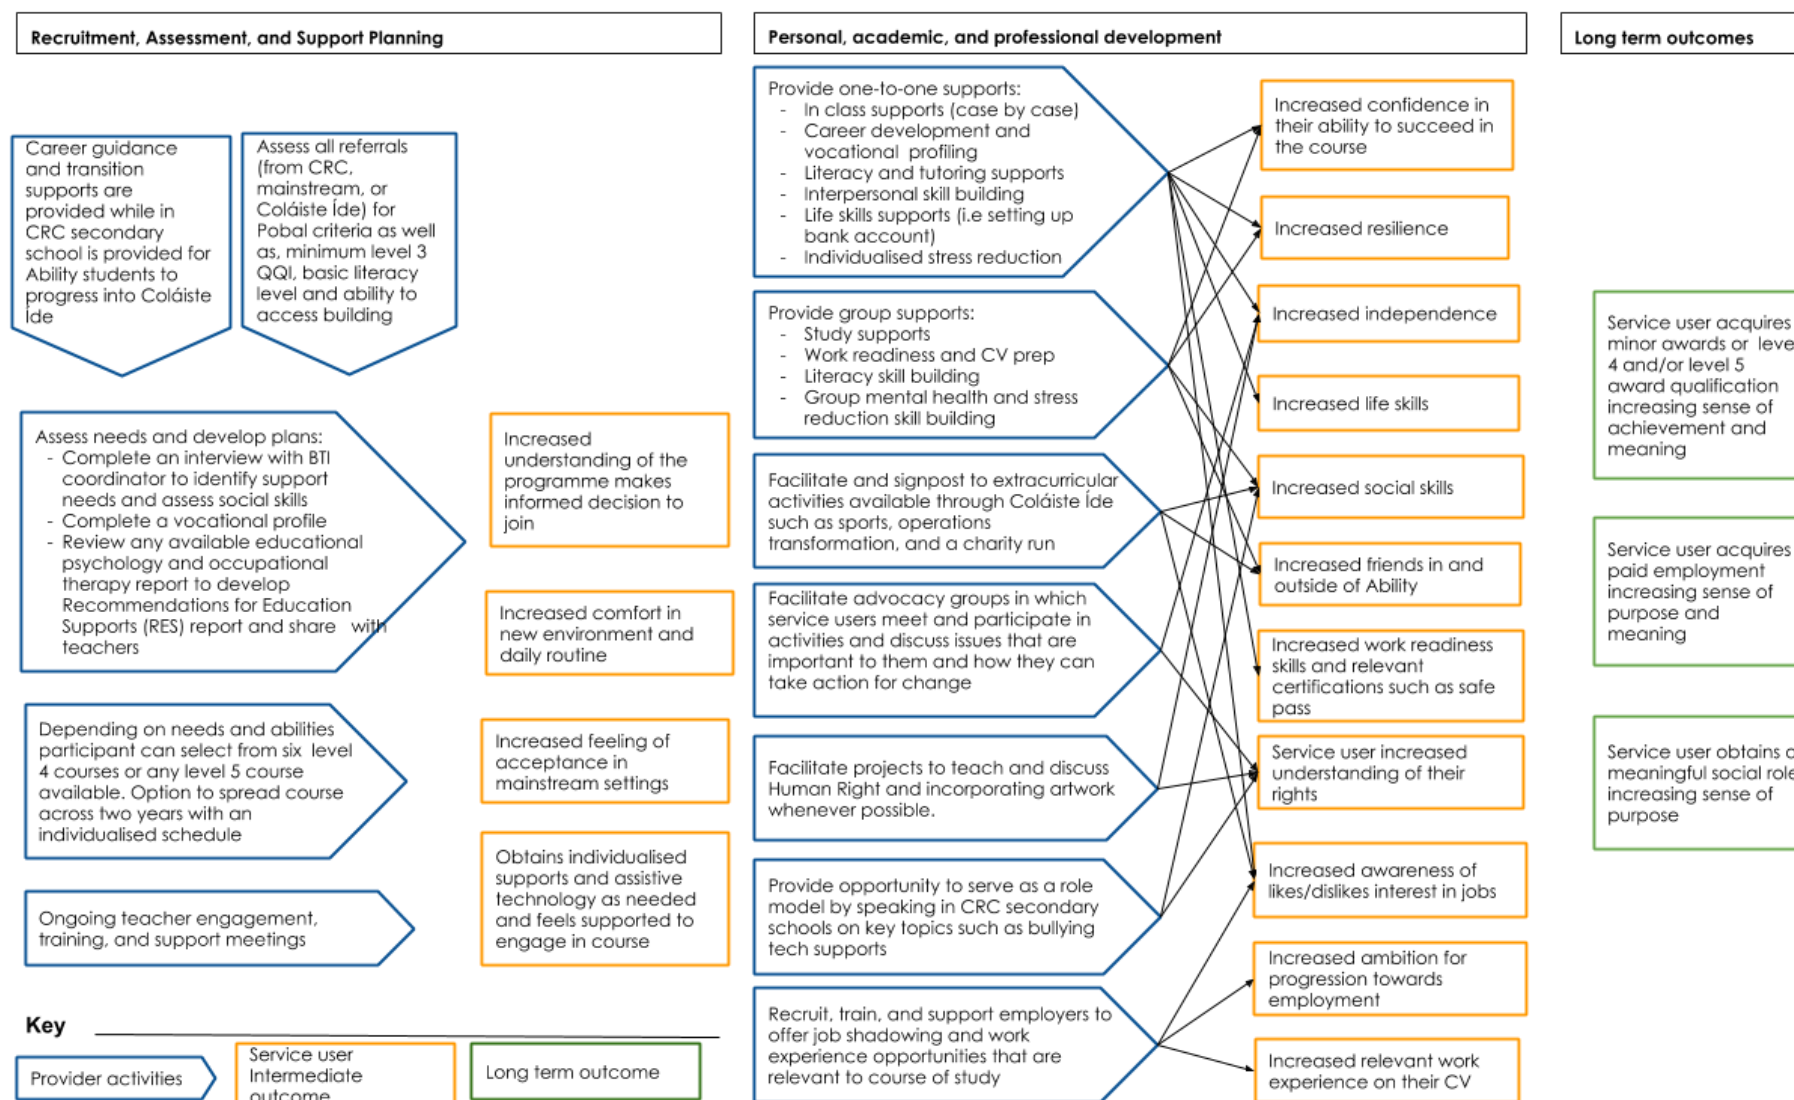 Recruitment, Assessment, and Support Planning
Career guidance
and transition
supports are
provided while in
CRC secondary
school is provided for
Ability students to
progress into Coláiste
Íde
Assess all referrals
(from CRC,
mainstream, or
Coláiste Íde) for
Pobal criteria as well
as, minimum level 3
QQI, basic literacy
level and ability to
access building
Assess needs and develop plans:
- Complete an interview with BTI
coordinator to identify support
needs and assess social skills
- Complete a vocational profile
- Review any available educational
psychology and occupational
therapy report to develop
Recommendations for Education
Supports (RES) report and share with
teachers
Depending on needs and abilities
participant can select from six level
4 courses or any level 5 course
available. Option to spread course
across two years with an
individualised schedule
Ongoing teacher engagement,
training, and support meetings
Increased
understanding of the
programme makes
informed decision to
join
Increased comfort in
new environment and
daily routine
Increased feeling of
acceptance in
mainstream settings
Obtains individualised
supports and assistive
technology as needed
and feels supported to
engage in course
Key
Provider activities
Service user
Intermediate
outcome
Long term outcome
Personal, academic, and professional development
Provide one-to-one supports:
- In class supports (case by case)
- Career development and
vocational profiling
- Literacy and tutoring supports
- Interpersonal skill building
- Life skills supports (i.e setting up
bank account)
- Individualised stress reduction
Provide group supports:
- Study supports
- Work readiness and CV prep
- Literacy skill building
- Group mental health and stress
reduction skill building
Facilitate and signpost to extracurricular
activities available through Coláiste Íde
such as sports, operations
transformation, and a charity run
Facilitate advocacy groups in which
service users meet and participate in
activities and discuss issues that are
important to them and how they can
take action for change
Facilitate projects to teach and discuss
Human Right and incorporating artwork
whenever possible.
Provide opportunity to serve as a role
model by speaking in CRC secondary
schools on key topics such as bullying
tech supports
Recruit, train, and support employers to
offer job shadowing and work
experience opportunities that are
relevant to course of study
Increased confidence in
their ability to succeed in
the course
Increased resilience
Increased independence
Increased life skills
Increased social skills
Increased friends in and
outside of Ability
Increased work readiness
skills and relevant
certifications such as safe
pass
Service user increased
understanding of their
rights
Increased awareness of
likes/dislikes interest in jobs
Increased ambition for
progression towards
employment
Increased relevant work
experience on their CV
Long term outcomes
Service user acquires
minor awards or leve
4 and/or level 5
award qualification
increasing sense of
achievement and
meaning
Service user acquires
paid employment
increasing sense of
purpose and
meaning
Service user obtains
meaningful social role
increasing sense of
purpose